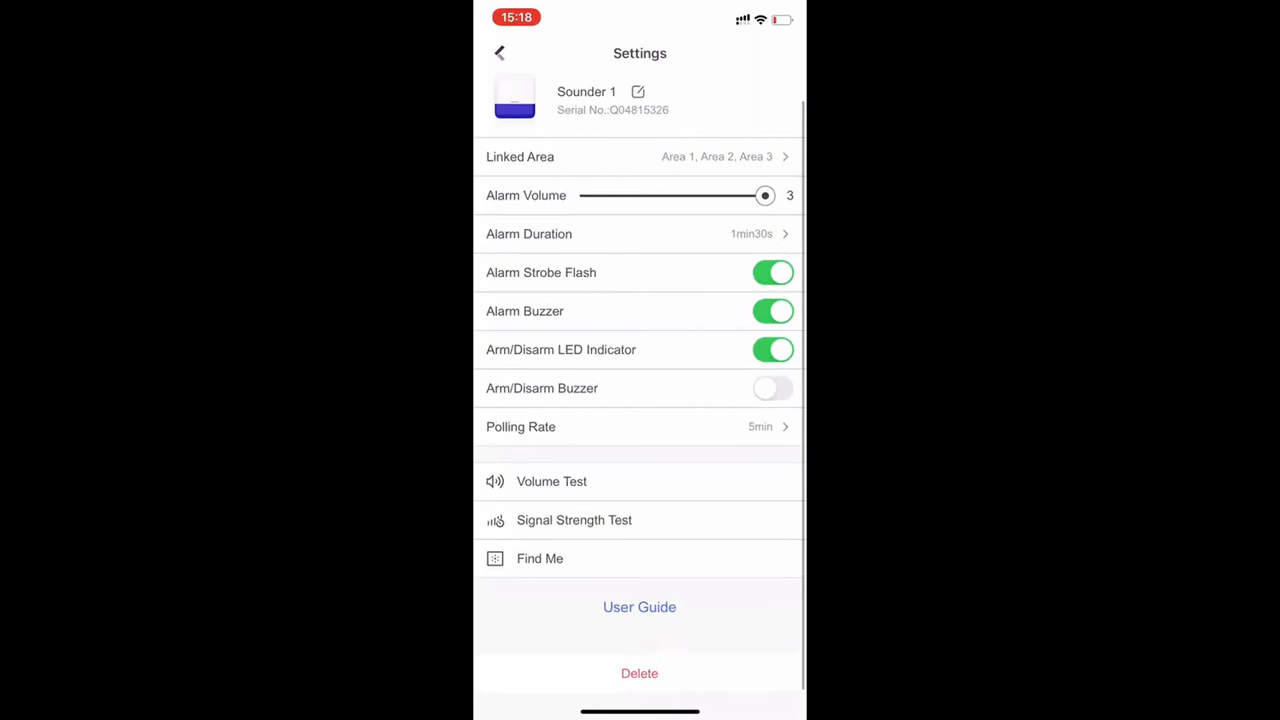 15:18
Settings
Sounder 1
Serial No.:Q04815326
Linked Area Area 1, Area 2, Area 3
Alarm Volume 3
Alarm Duration 1min30s
Alarm Strobe Flash
Alarm Buzzer
Arm/Disarm LED Indicator
Arm/Disarm Buzzer
Polling Rate 5min
Volume Test
Signal Strength Test
Find Me
User Guide
Delete